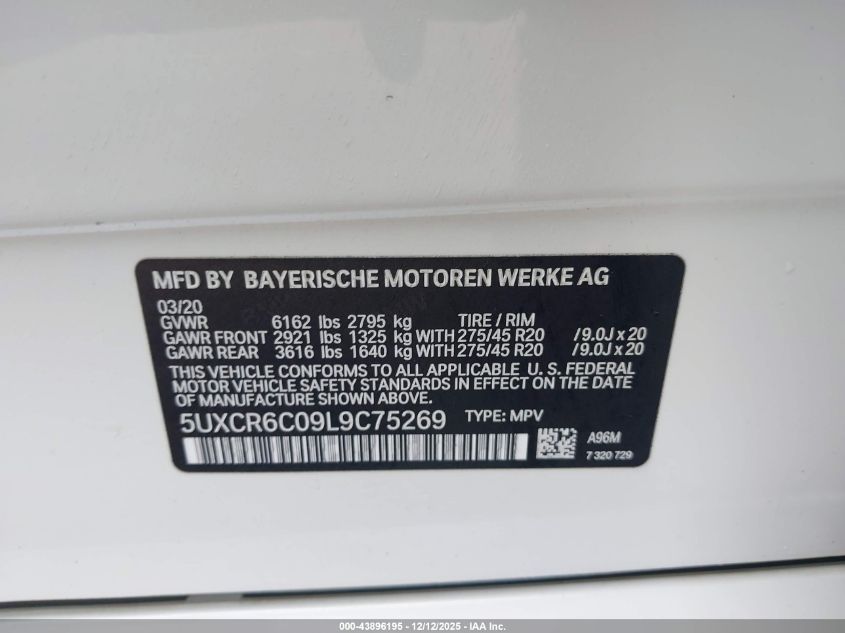 MFD BY BAYERISCHE MOTOREN WERKE AG
03/20
GVWR 6162 lbs 2795 kg TIRE / RIM
GAWR FRONT 2921 lbs 1325 kg WITH 275/45 R20 /9.0J x 20
GAWR REAR 3616 lbs 1640 kg WITH 275/45 R20 /9.0J x 20
THIS VEHICLE CONFORMS TO ALL APPLICABLE U. S. FEDERAL
MOTOR VEHICLE SAFETY STANDARDS IN EFFECT ON THE DATE
OF MANUFACTURE SHOWN ABOVE.
5UXCR6C09L9C75269 TYPE: MPV
A96M
7 320 729
000-43896195 - 12/12/2025 - IAA Inc.